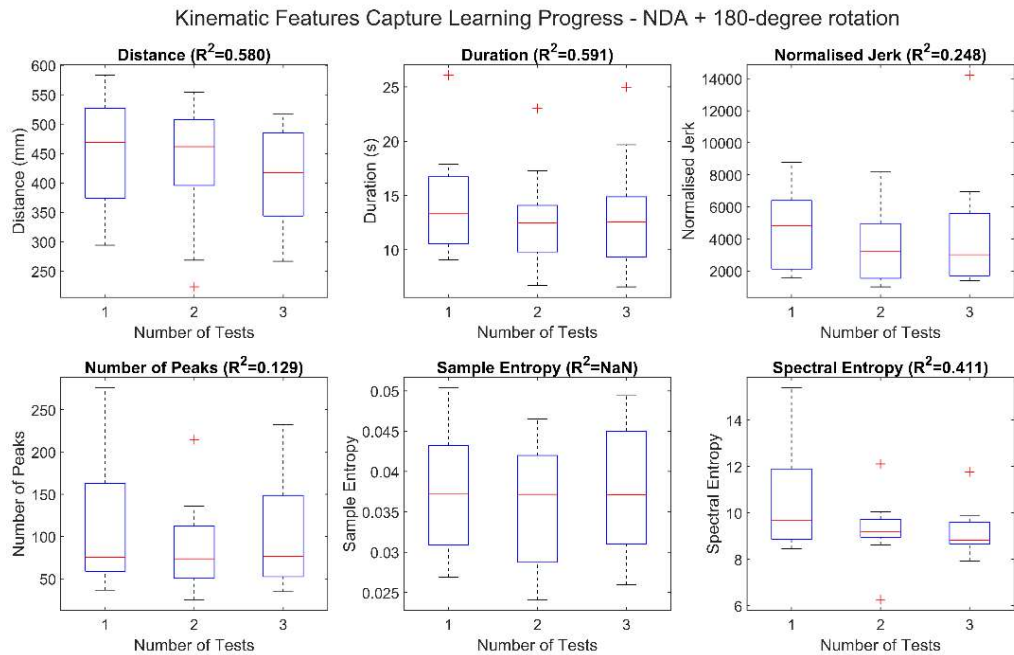 Kinematic Features Capture Learning Progress - NDA + 180-degree rotation
Distance (R²=0.580)
600
550
500
450
400
350
300
250
Distance (mm)
1 2 3
Number of Tests
Duration (R²=0.591)
25
20
15
10
Duration (s)
1 2 3
Number of Tests
Normalised Jerk (R²=0.248)
14000
12000
10000
8000
6000
4000
2000
Normalised Jerk
1 2 3
Number of Tests
Number of Peaks (R²=0.129)
250
200
150
100
50
Number of Peaks
1 2 3
Number of Tests
Sample Entropy (R²=NaN)
0.05
0.045
0.04
0.035
0.03
0.025
Sample Entropy
1 2 3
Number of Tests
Spectral Entropy (R²=0.411)
14
12
10
8
6
Spectral Entropy
1 2 3
Number of Tests